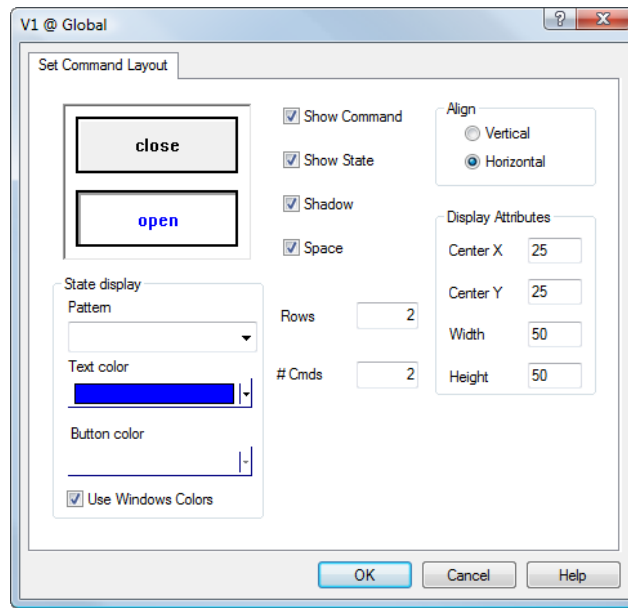 V1 @ Global
?
Set Command Layout
close
open
Show Command
Show State
Shadow
Space
Align
Vertical
Horizontal
Display Attributes
Center X 25
Center Y 25
Width 50
Height 50
State display
Pattern
Text color
Button color
Use Windows Colors
Rows 2
# Cmds 2
OK Cancel Help